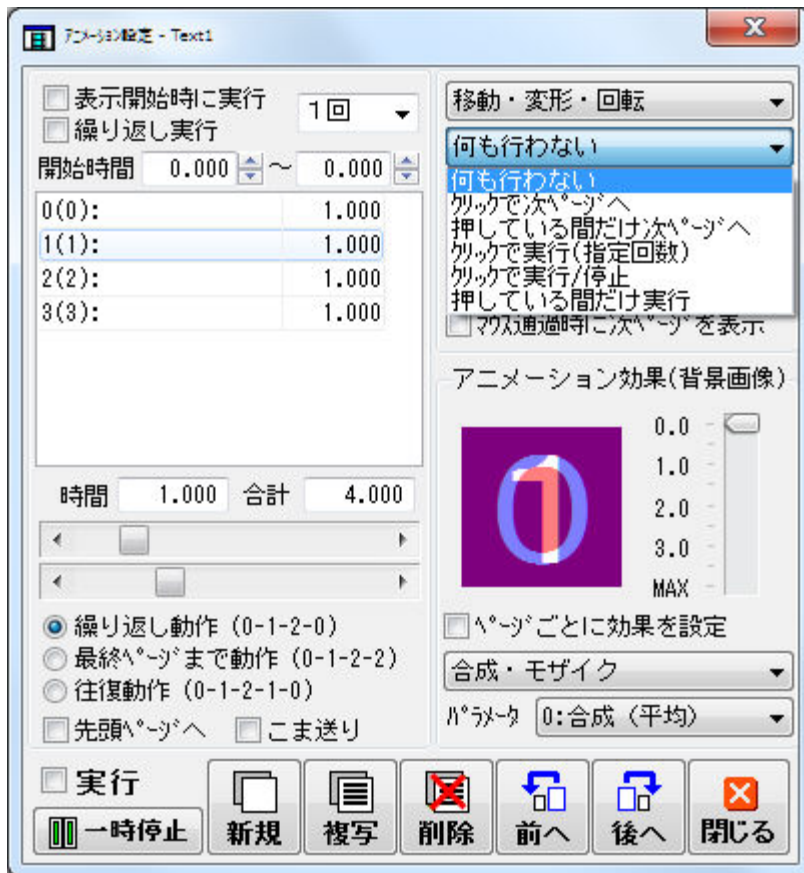 アニメーション設定 - Text1
表示開始時に実行
1回
繰り返し実行
開始時間 0.000 ～ 0.000
0(0): 1.000
1(1): 1.000
2(2): 1.000
3(3): 1.000
時間 1.000 合計 4.000
繰り返し動作 (0-1-2-0)
最終ページまで動作 (0-1-2-2)
往復動作 (0-1-2-1-0)
先頭ページへ こま送り
移動・変形・回転
何も行わない
何も行わない
クリックで次ページへ
押している間だけ次ページへ
クリックで実行(指定回数)
クリックで実行/停止
押している間だけ実行
マウス通過時に次ページを表示
アニメーション効果(背景画像)
0 1
0.0
1.0
2.0
3.0
MAX
ページごとに効果を設定
合成・モザイク
パラメータ 0:合成 (平均)
実行
一時停止
新規
複写
削除
前へ
後へ
閉じる